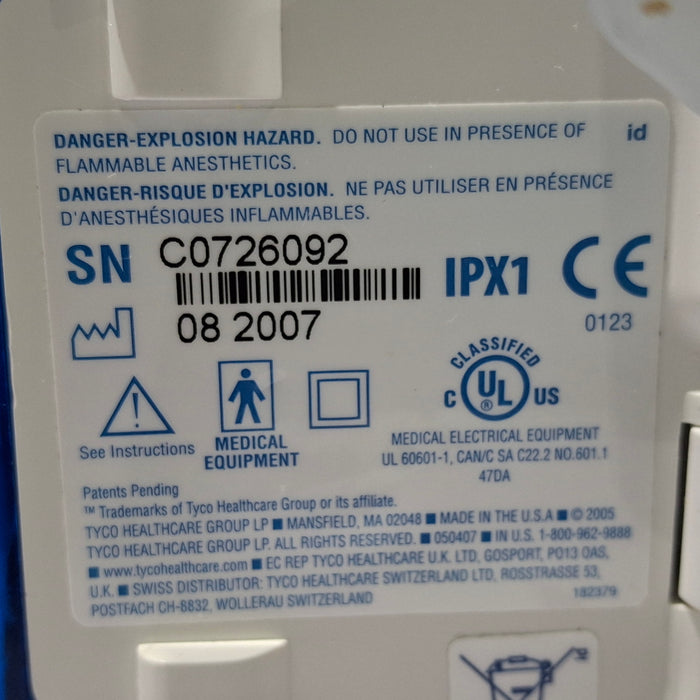 DANGER-EXPLOSION HAZARD. DO NOT USE IN PRESENCE OF id
FLAMMABLE ANESTHETICS.
DANGER-RISQUE D'EXPLOSION. NE PAS UTILISER EN PRÉSENCE
D'ANESTHÉSIQUES INFLAMMABLES.
SN C0726092
IPX1 CE
0123
08 2007
CLASSIFIED
C UL ® US
See Instructions
MEDICAL
EQUIPMENT
MEDICAL ELECTRICAL EQUIPMENT
UL 60601-1, CAN/C SA C22.2 NO.601.1
47DA
Patents Pending
™ Trademarks of Tyco Healthcare Group or its affiliate.
TYCO HEALTHCARE GROUP LP ■ MANSFIELD, MA 02048 ■ MADE IN THE U.S.A ■ © 2005
TYCO HEALTHCARE GROUP LP. ALL RIGHTS RESERVED. ■ 050407 ■ IN U.S. 1-800-962-9888
■ www.tycohealthcare.com ■ EC REP TYCO HEALTHCARE U.K. LTD, GOSPORT, PO13 OAS,
U.K. ■ SWISS DISTRIBUTOR: TYCO HEALTHCARE SWITZERLAND LTD, ROSSTRASSE 53,
POSTFACH CH-8832, WOLLERAU SWITZERLAND
182379